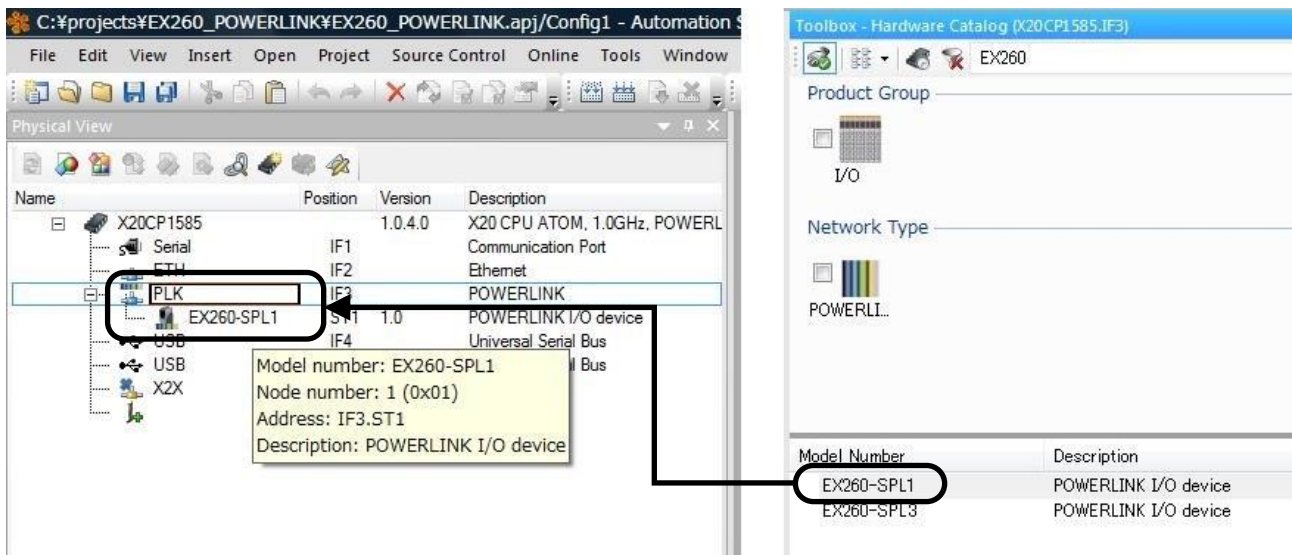 C:¥projects¥EX260_POWERLINK¥EX260_POWERLINK.apj/Config1 - Automation S
File Edit View Insert Open Project Source Control Online Tools Window
Physical View
Name Position Version Description
X20CP1585 1.0.4.0 X20 CPU ATOM, 1.0GHz, POWERL
Serial IF1 Communication Port
ETH IF2 Ethernet
PLK IF3 POWERLINK
EX260-SPL1 ST1 1.0 POWERLINK I/O device
USB IF4 Universal Serial Bus
USB l Bus
X2X
Model number: EX260-SPL1
Node number: 1 (0x01)
Address: IF3.ST1
Description: POWERLINK I/O device
Toolbox - Hardware Catalog (X20CP1585.IF3)
EX260
Product Group
I/O
Network Type
POWERLI...
Model Number Description
EX260-SPL1 POWERLINK I/O device
EX260-SPL3 POWERLINK I/O device